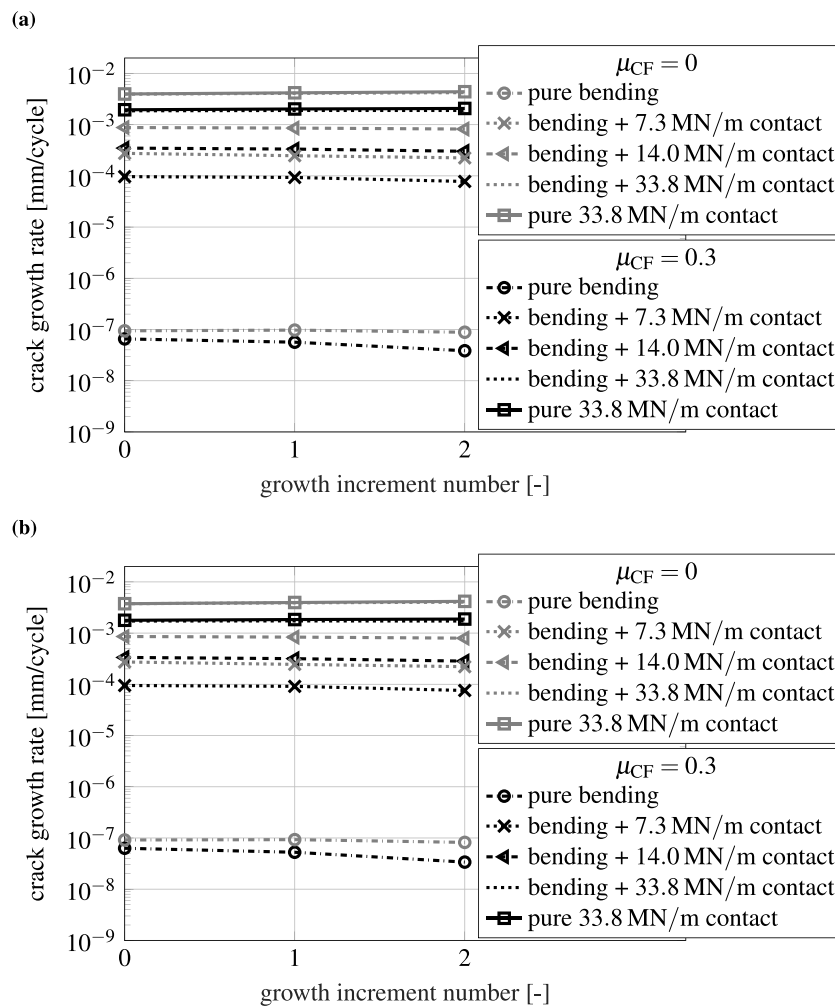 (a)
μCF = 0
pure bending
bending + 7.3 MN/m contact
bending + 14.0 MN/m contact
bending + 33.8 MN/m contact
pure 33.8 MN/m contact
μCF = 0.3
pure bending
bending + 7.3 MN/m contact
bending + 14.0 MN/m contact
bending + 33.8 MN/m contact
pure 33.8 MN/m contact
crack growth rate [mm/cycle]
10⁻²
10⁻³
10⁻⁴
10⁻⁵
10⁻⁶
10⁻⁷
10⁻⁸
10⁻⁹
0 1 2
growth increment number [-]
(b)
μCF = 0
pure bending
bending + 7.3 MN/m contact
bending + 14.0 MN/m contact
bending + 33.8 MN/m contact
pure 33.8 MN/m contact
μCF = 0.3
pure bending
bending + 7.3 MN/m contact
bending + 14.0 MN/m contact
bending + 33.8 MN/m contact
pure 33.8 MN/m contact
crack growth rate [mm/cycle]
10⁻²
10⁻³
10⁻⁴
10⁻⁵
10⁻⁶
10⁻⁷
10⁻⁸
10⁻⁹
0 1 2
growth increment number [-]